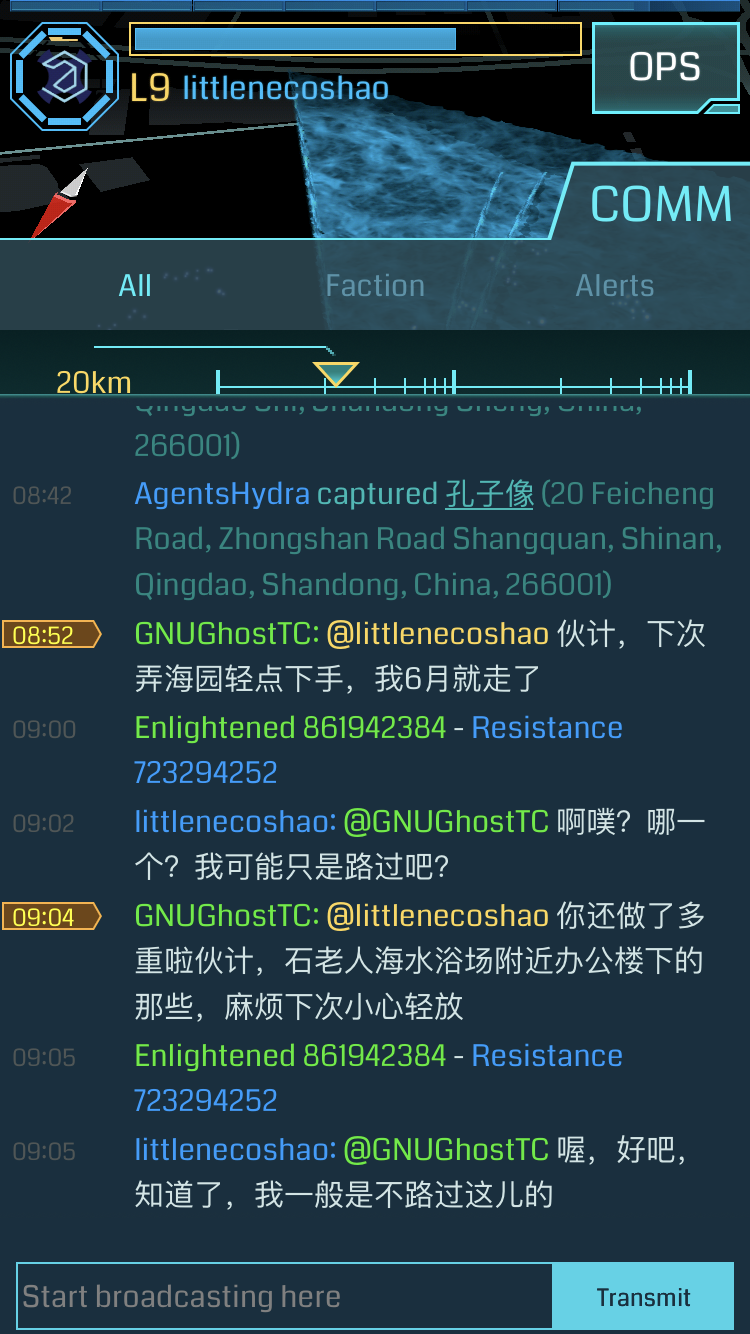 L9 littlenecoshao
OPS
COMM
All
Faction
Alerts
20km
Qingdao Shi, Shandong Sheng, China,
266001)
08:42
AgentsHydra captured 孔子像 (20 Feicheng
Road, Zhongshan Road Shangquan, Shinan,
Qingdao, Shandong, China, 266001)
08:52
GNUGhostTC: @littlenecoshao 伙计，下次
弄海园轻点下手，我6月就走了
09:00
Enlightened 861942384 - Resistance
723294252
09:02
littlenecoshao: @GNUGhostTC 啊噗？哪一
个？我可能只是路过吧？
09:04
GNUGhostTC: @littlenecoshao 你还做了多
重啦伙计，石老人海水浴场附近办公楼下的
那些，麻烦下次小心轻放
09:05
Enlightened 861942384 - Resistance
723294252
09:05
littlenecoshao: @GNUGhostTC 喔，好吧，
知道了，我一般是不路过这儿的
Start broadcasting here
Transmit